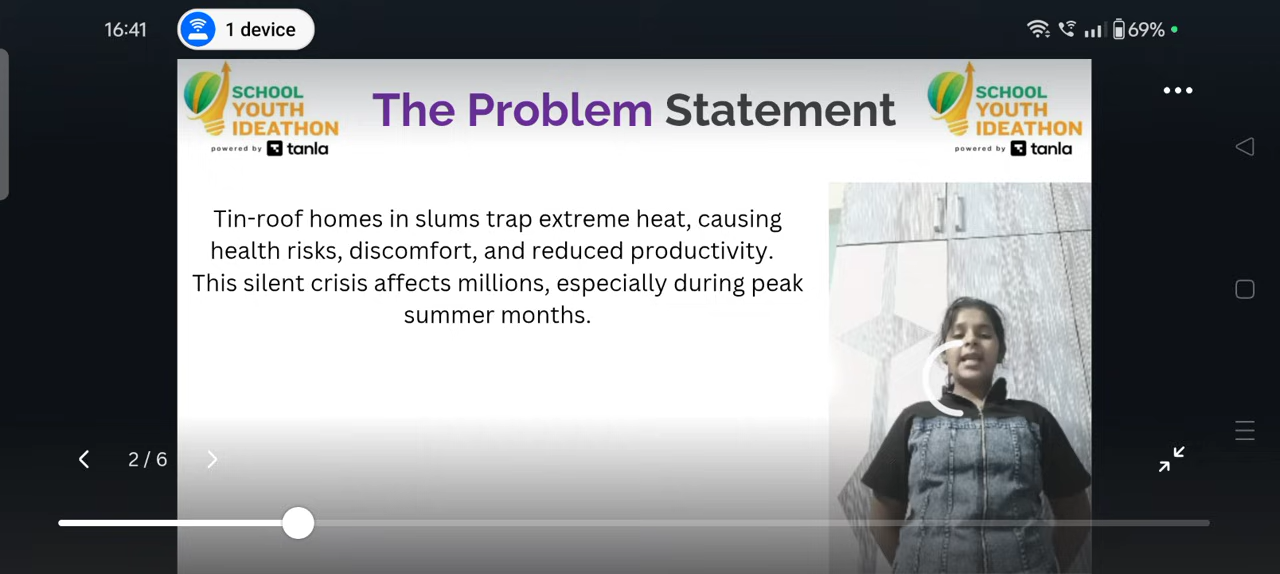 16:41
1 device
69%
SCHOOL
YOUTH
IDEATHON
powered by tanla
The Problem Statement
SCHOOL
YOUTH
IDEATHON
powered by tanla
Tin-roof homes in slums trap extreme heat, causing
health risks, discomfort, and reduced productivity.
This silent crisis affects millions, especially during peak
summer months.
2 / 6